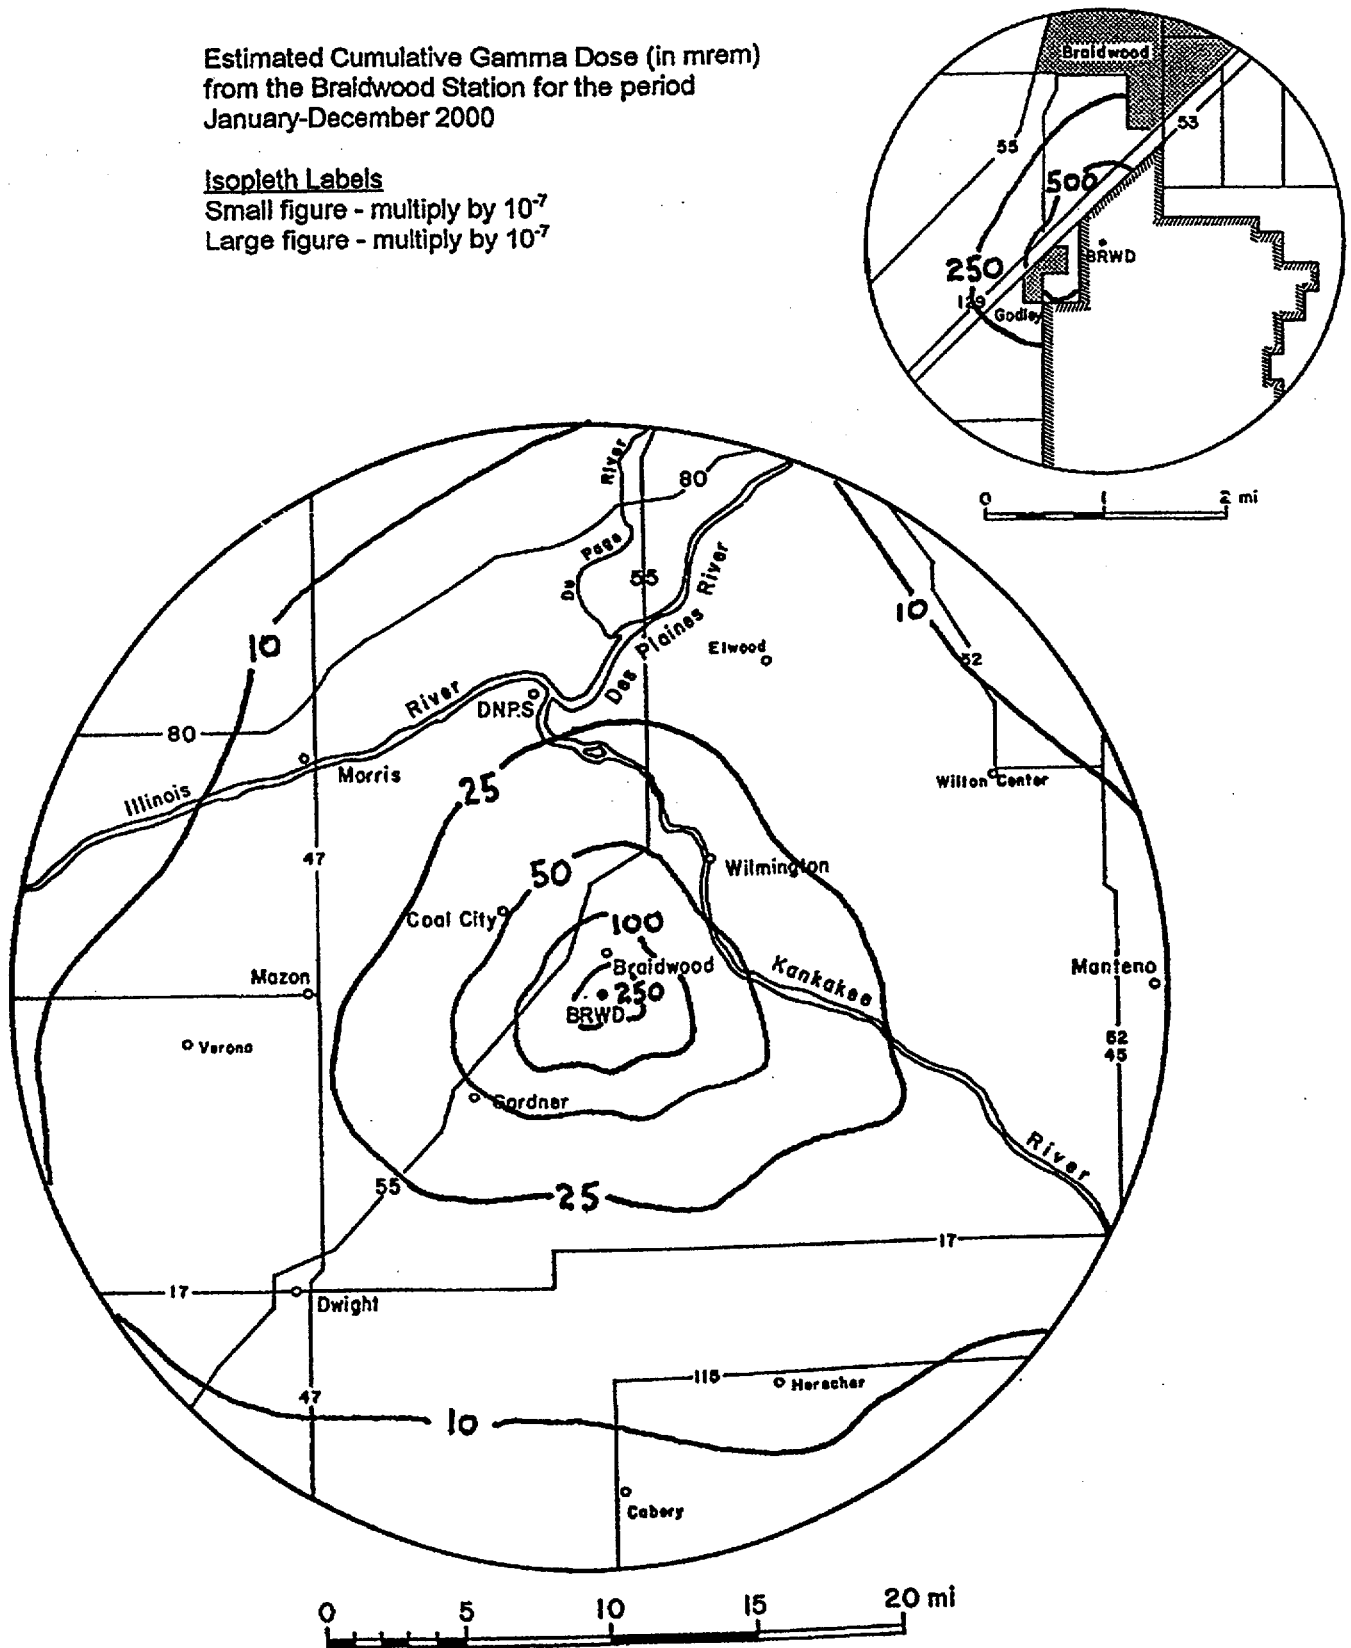 Estimated Cumulative Gamma Dose (in mrem)
from the Braidwood Station for the period
January-December 2000
Isopleth Labels
Small figure - multiply by 10-7
Large figure - multiply by 10-7
Braidwood
53
55
500
BRWD
250
129
Godley
0 1 2 mi
River
80
Page
Du
55
Des Plaines River
10
10
Elwood
52
River
DNPS
80
Morris
Wilton Center
Illinois
25
47
50
Wilmington
Coal City
100
Braidwood
Kankakee
Manteno
Mazon
250
BRWD
Verona
52
45
Gardner
River
55
25
17
17
Dwight
115
Herscher
47
10
Cabery
0 5 10 15 20 mi